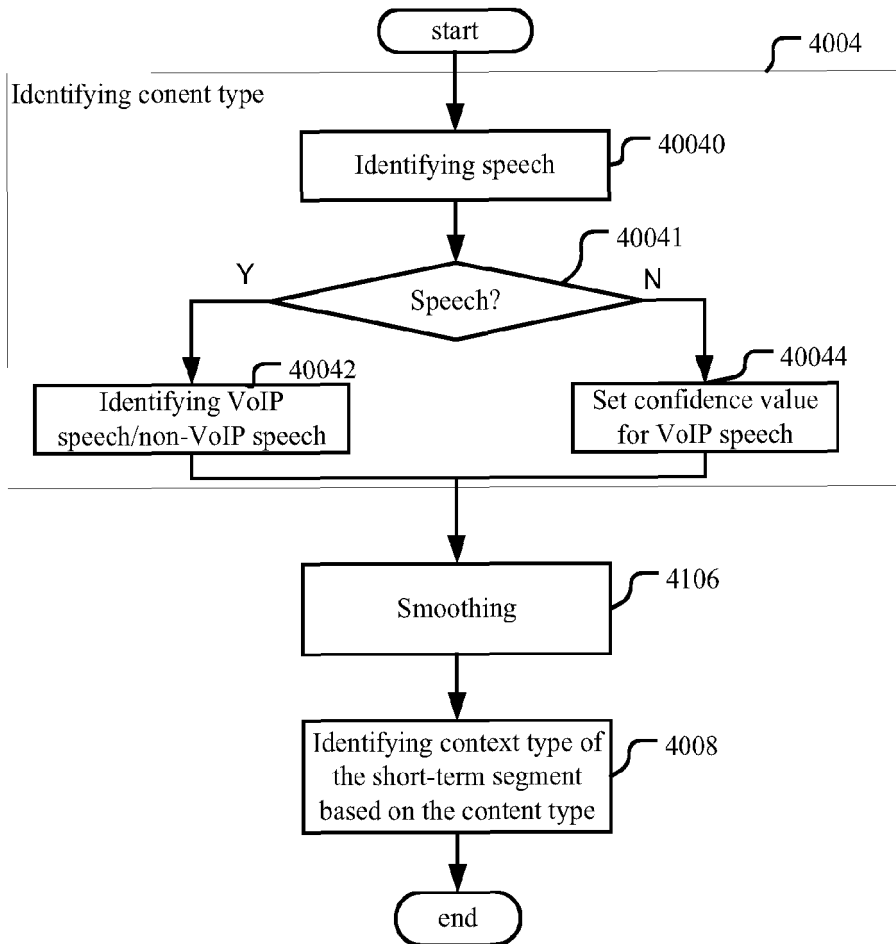 start
4004
Identifying conent type
40040
Identifying speech
40041
Y
N
Speech?
40042
40044
Identifying VoIP
speech/non-VoIP speech
Set confidence value
for VoIP speech
4106
Smoothing
Identifying context type of
the short-term segment
based on the content type
4008
end